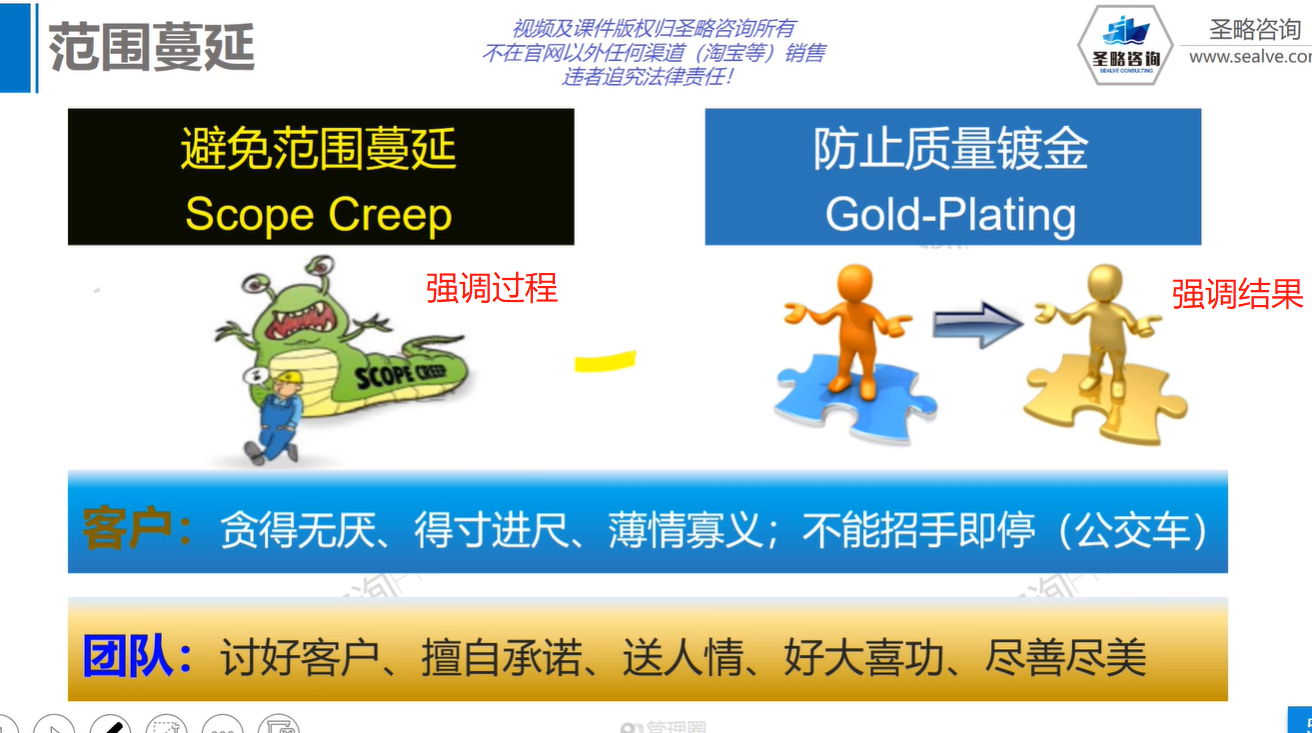 范围蔓延
视频及课件版权归圣略咨询所有
不在官网以外任何渠道（淘宝等）销售
违者追究法律责任！
圣略咨询
SEALVE CONSULTING
圣略咨询
www.sealve.com
避免范围蔓延
Scope Creep
防止质量镀金
Gold-Plating
强调过程
SCOPE CREEP
强调结果
客户：贪得无厌、得寸进尺、薄情寡义；不能招手即停（公交车）
团队：讨好客户、擅自承诺、送人情、好大喜功、尽善尽美
管理圈